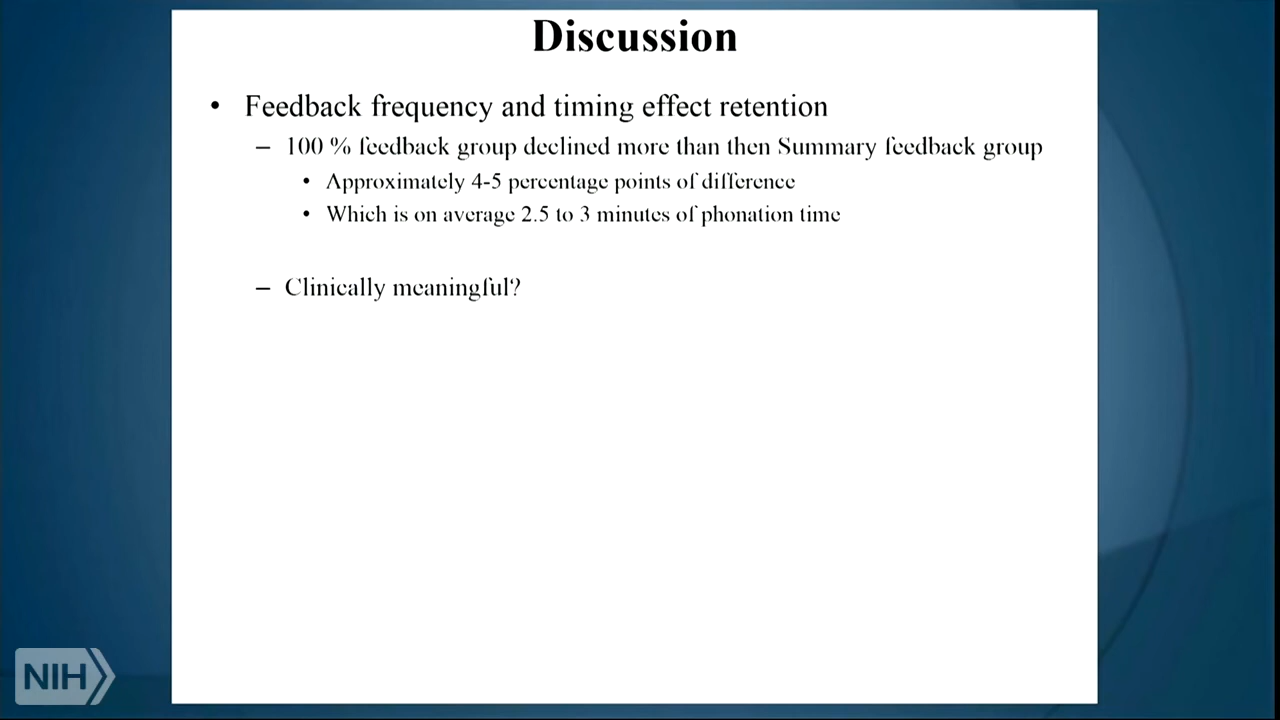 Discussion
• Feedback frequency and timing effect retention
– 100 % feedback group declined more than then Summary feedback group
• Approximately 4-5 percentage points of difference
• Which is on average 2.5 to 3 minutes of phonation time
– Clinically meaningful?
NIH